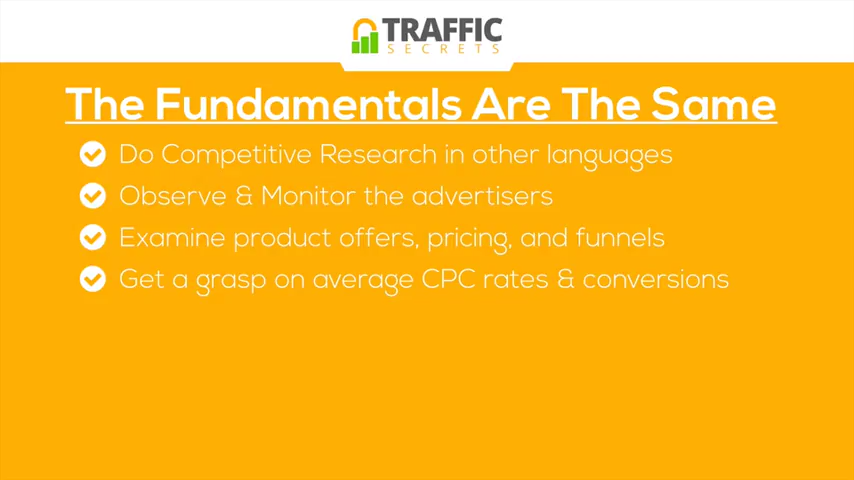 TRAFFIC
SECRETS
The Fundamentals Are The Same
Do Competitive Research in other languages
Observe & Monitor the advertisers
Examine product offers, pricing, and funnels
Get a grasp on average CPC rates & conversions